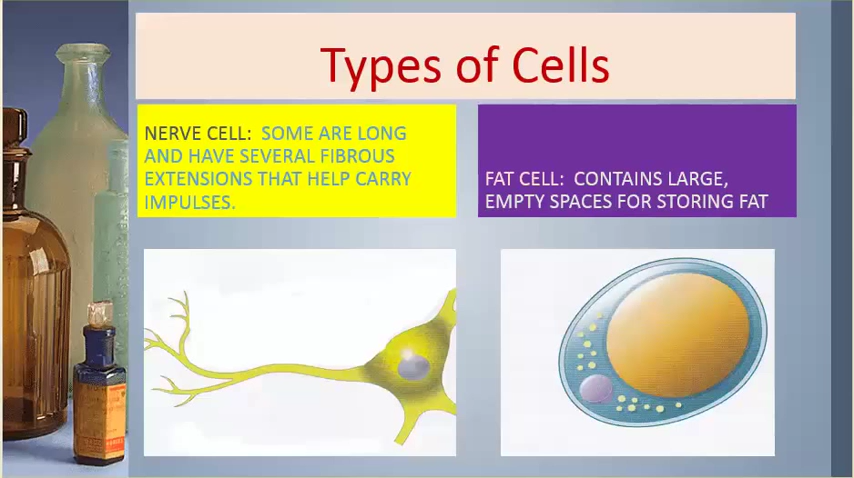 Types of Cells
NERVE CELL: SOME ARE LONG
AND HAVE SEVERAL FIBROUS
EXTENSIONS THAT HELP CARRY
IMPULSES.
FAT CELL: CONTAINS LARGE,
EMPTY SPACES FOR STORING FAT